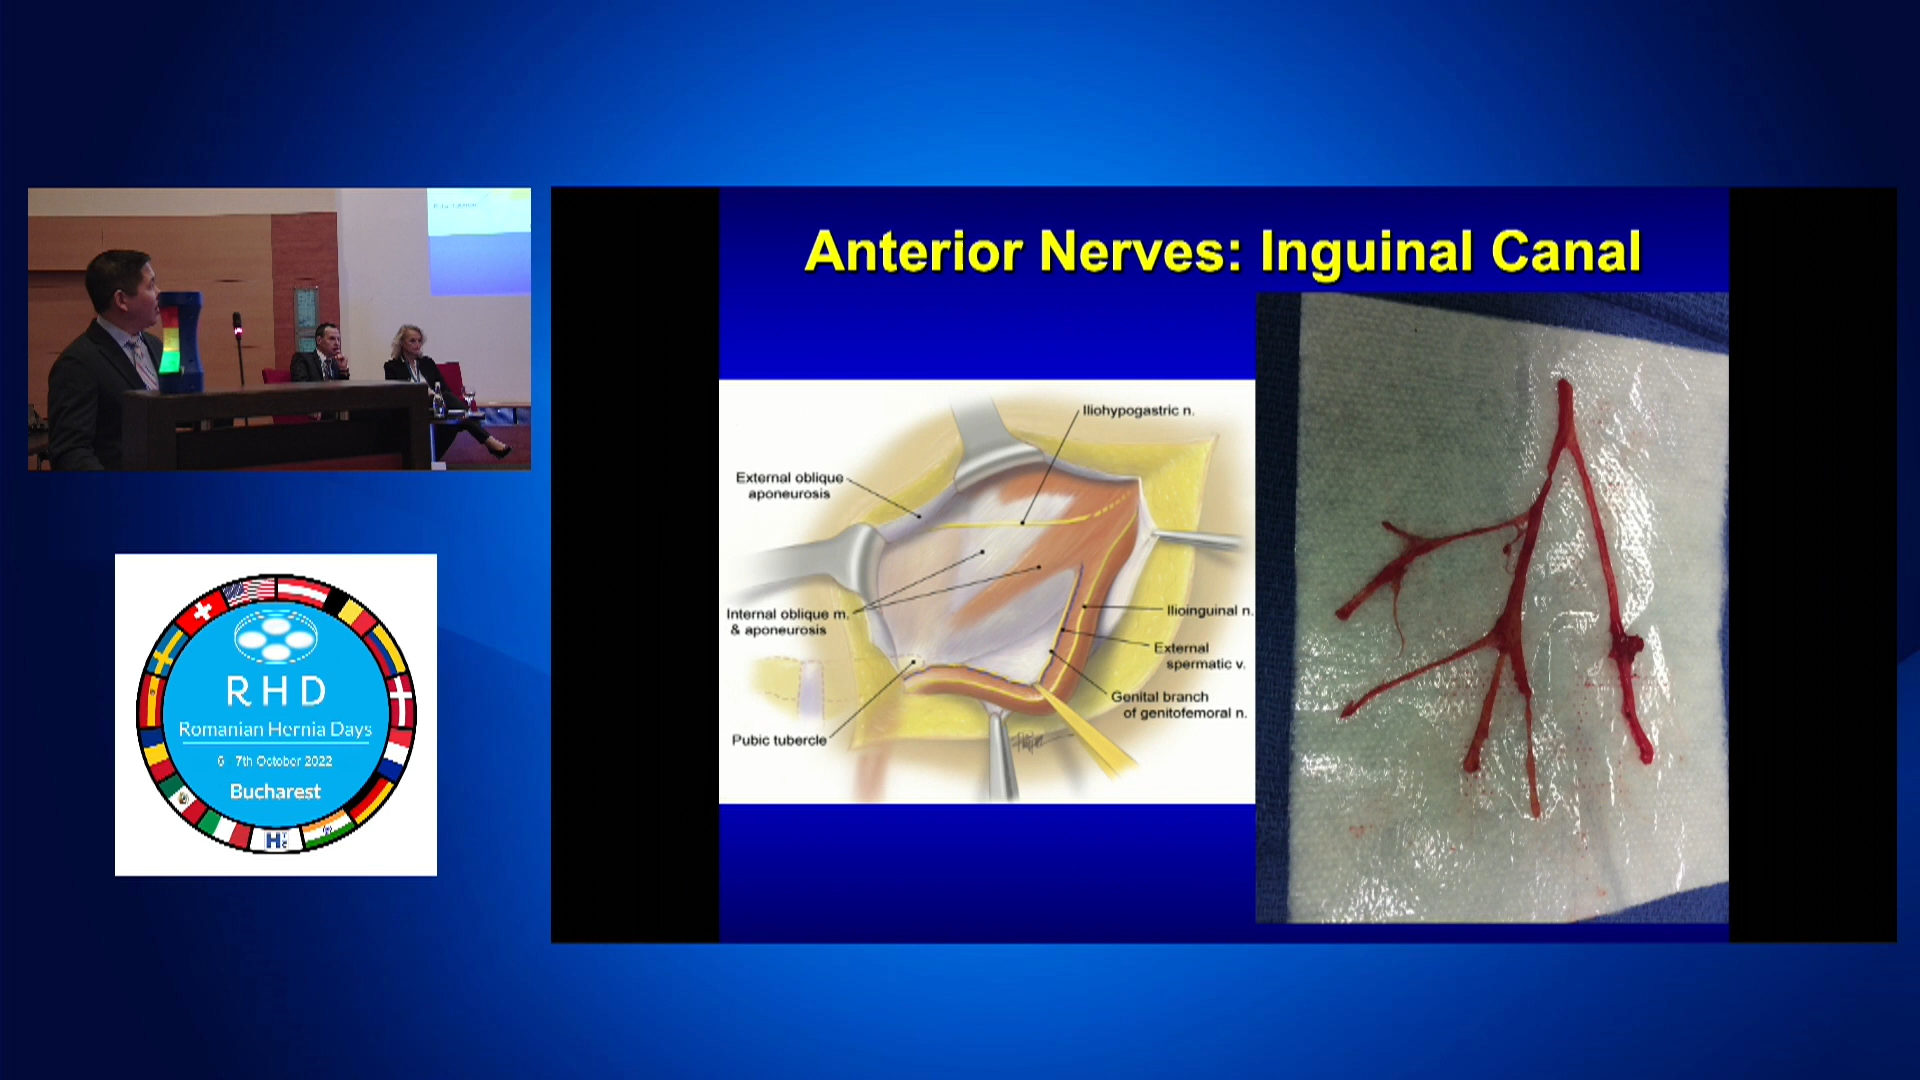 Anterior Nerves: Inguinal Canal
Iliohypogastric n.
External oblique
aponeurosis
Internal oblique m.
& aponeurosis
Ilioinguinal n.
External
spermatic v.
Genital branch
of genitofemoral n.
Pubic tubercle
RHD
Romanian Hernia Days
6 7th October 2022
Bucharest